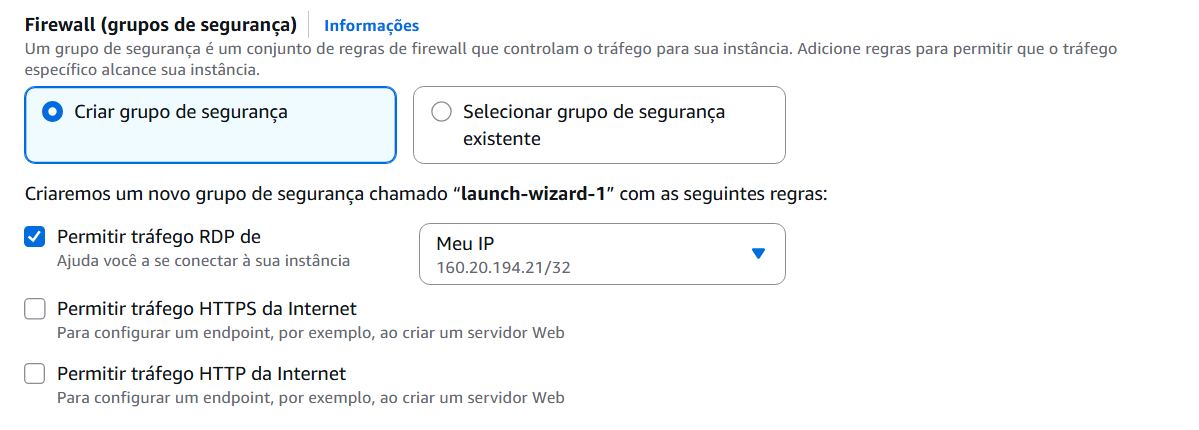 Firewall (grupos de segurança) Informações
Um grupo de segurança é um conjunto de regras de firewall que controlam o tráfego para sua instância. Adicione regras para permitir que o tráfego
específico alcance sua instância.
Criar grupo de segurança
Selecionar grupo de segurança
existente
Criaremos um novo grupo de segurança chamado “launch-wizard-1” com as seguintes regras:
Permitir tráfego RDP de
Ajuda você a se conectar à sua instância
Meu IP
160.20.194.21/32
Permitir tráfego HTTPS da Internet
Para configurar um endpoint, por exemplo, ao criar um servidor Web
Permitir tráfego HTTP da Internet
Para configurar um endpoint, por exemplo, ao criar um servidor Web